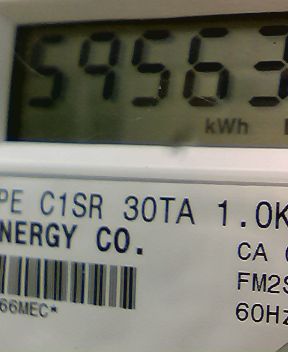 59563
kWh
PE C1SR 30TA 1.0K
NERGY CO.
CA
FM2S
66MEC*
60Hz